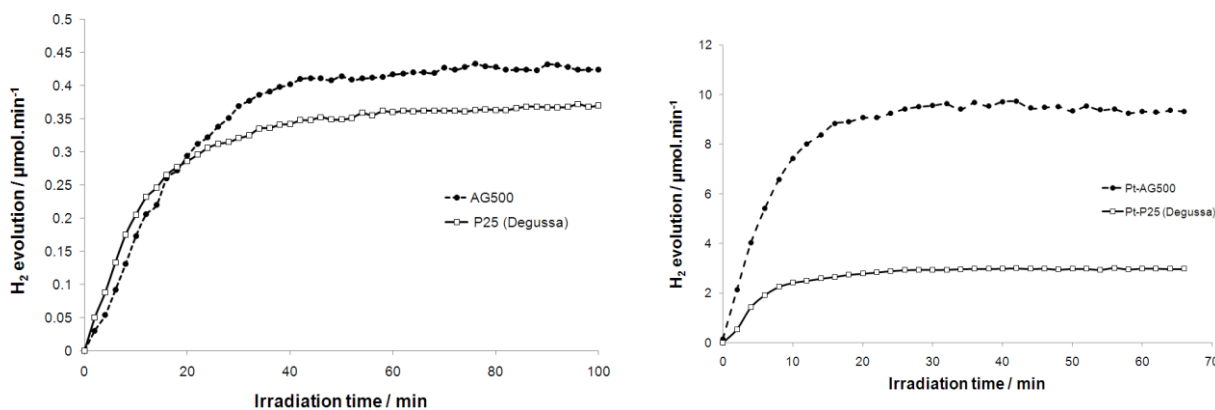 0.5
0.45
0.4
0.35
0.3
0.25
0.2
0.15
0.1
0.05
0
H₂ evolution / μmol.min⁻¹
AG500
P25 (Degussa)
0 20 40 60 80 100
Irradiation time / min
12
10
8
6
4
2
0
H₂ evolution / μmol.min⁻¹
Pt-AG500
Pt-P25 (Degussa)
0 10 20 30 40 50 60 70
Irradiation time / min